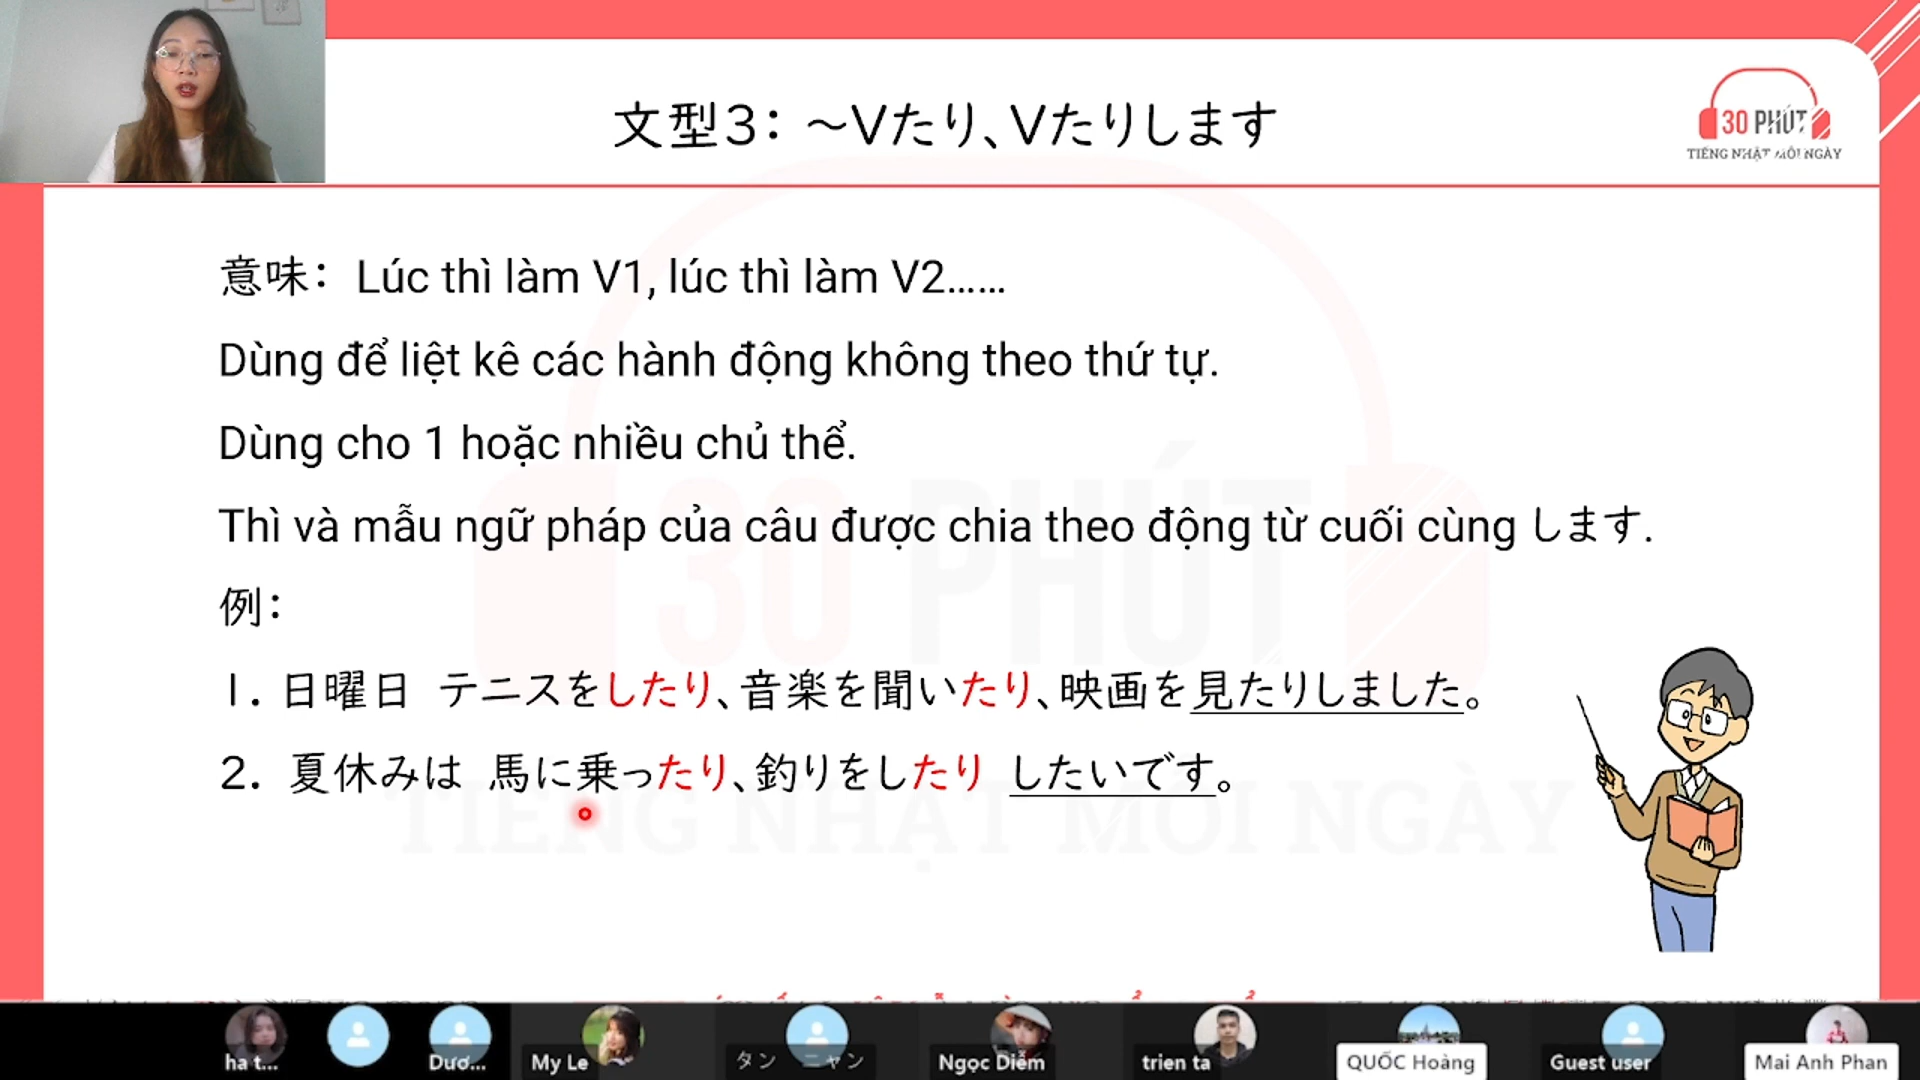 文型3：～Vたり、Vたりします
30 PHÚT
TIẾNG NHẬT MỖI NGÀY
意味： Lúc thì làm V1, lúc thì làm V2......
Dùng để liệt kê các hành động không theo thứ tự.
Dùng cho 1 hoặc nhiều chủ thể.
Thì và mẫu ngữ pháp của câu được chia theo động từ cuối cùng します.
例：
1. 日曜日 テニスをしたり、音楽を聞いたり、映画を見たりしました。
2. 夏休みは 馬に乗ったり、釣りをしたり したいです。
30 PHÚT
TIẾNG NHẬT MỖI NGÀY
ha t...
Dươ...
My Le
タン ニャン
Ngọc Diễm
trien ta
QUỐC Hoàng
Guest user
Mai Anh Phan